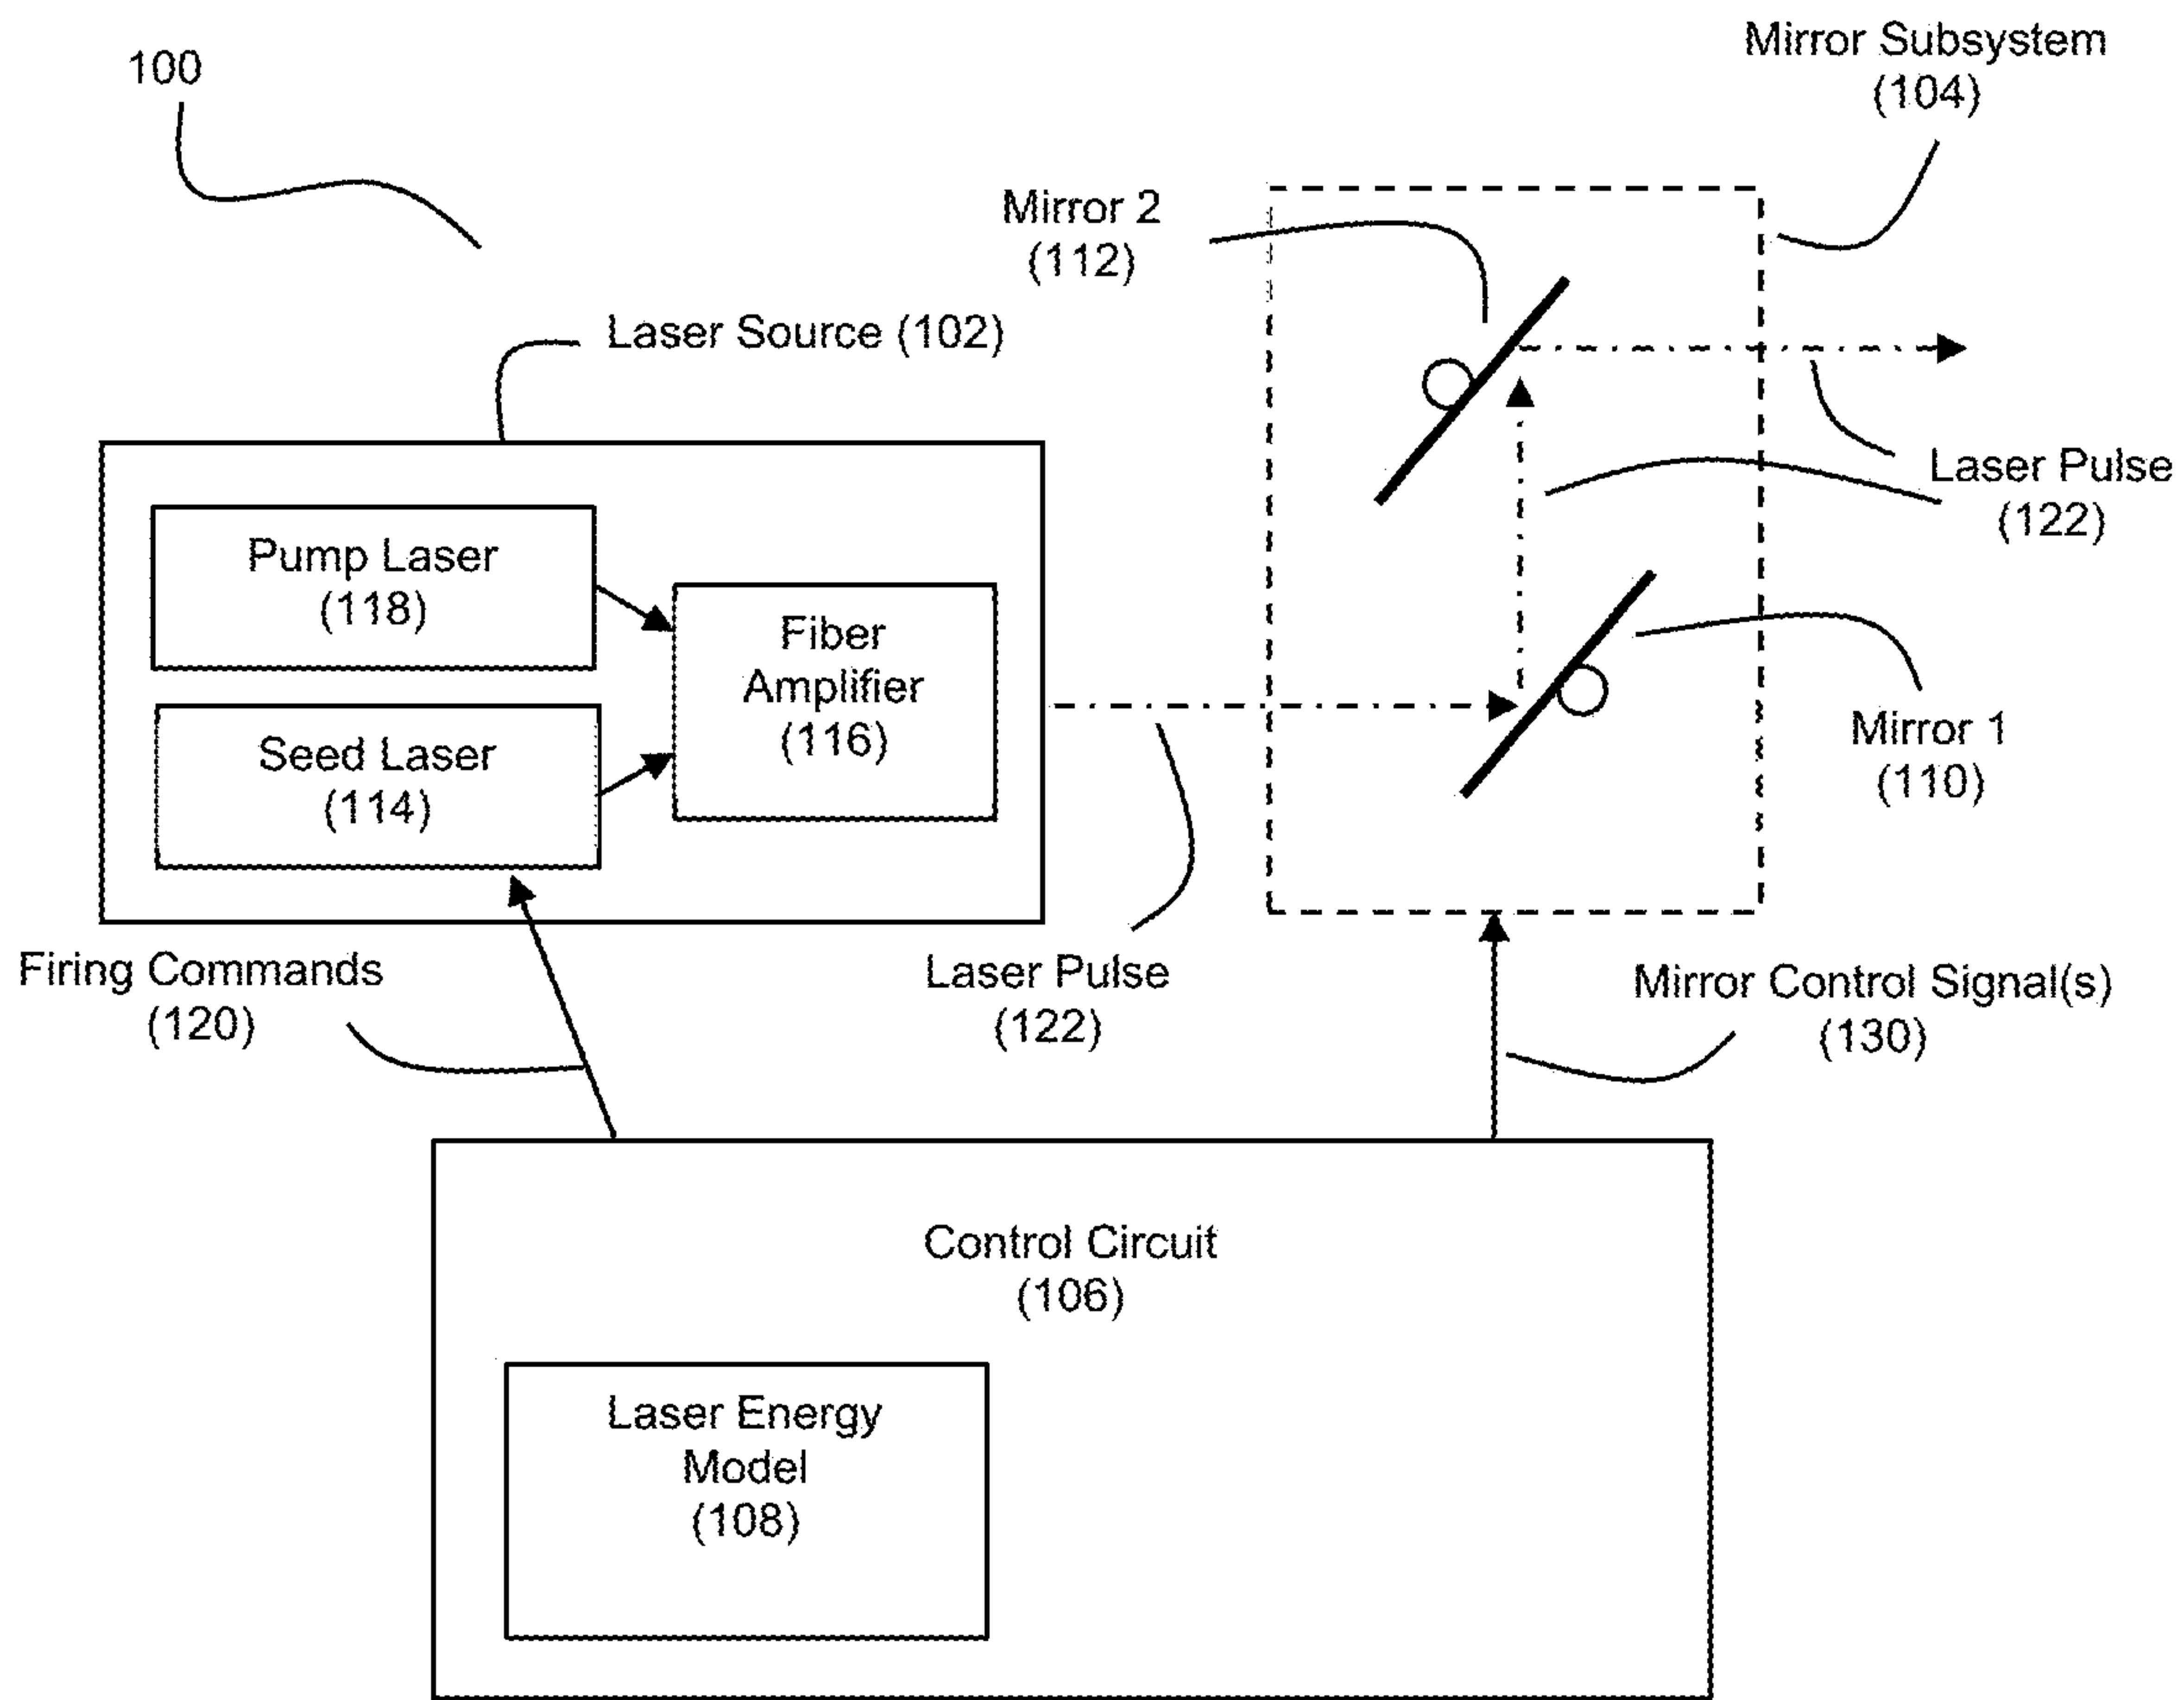 100
Mirror Subsystem
(104)
Mirror 2
(112)
Laser Source (102)
Laser Pulse
(122)
Pump Laser
(118)
Fiber
Amplifier
(116)
Seed Laser
(114)
Mirror 1
(110)
Firing Commands
(120)
Laser Pulse
(122)
Mirror Control Signal(s)
(130)
Control Circuit
(106)
Laser Energy
Model
(108)